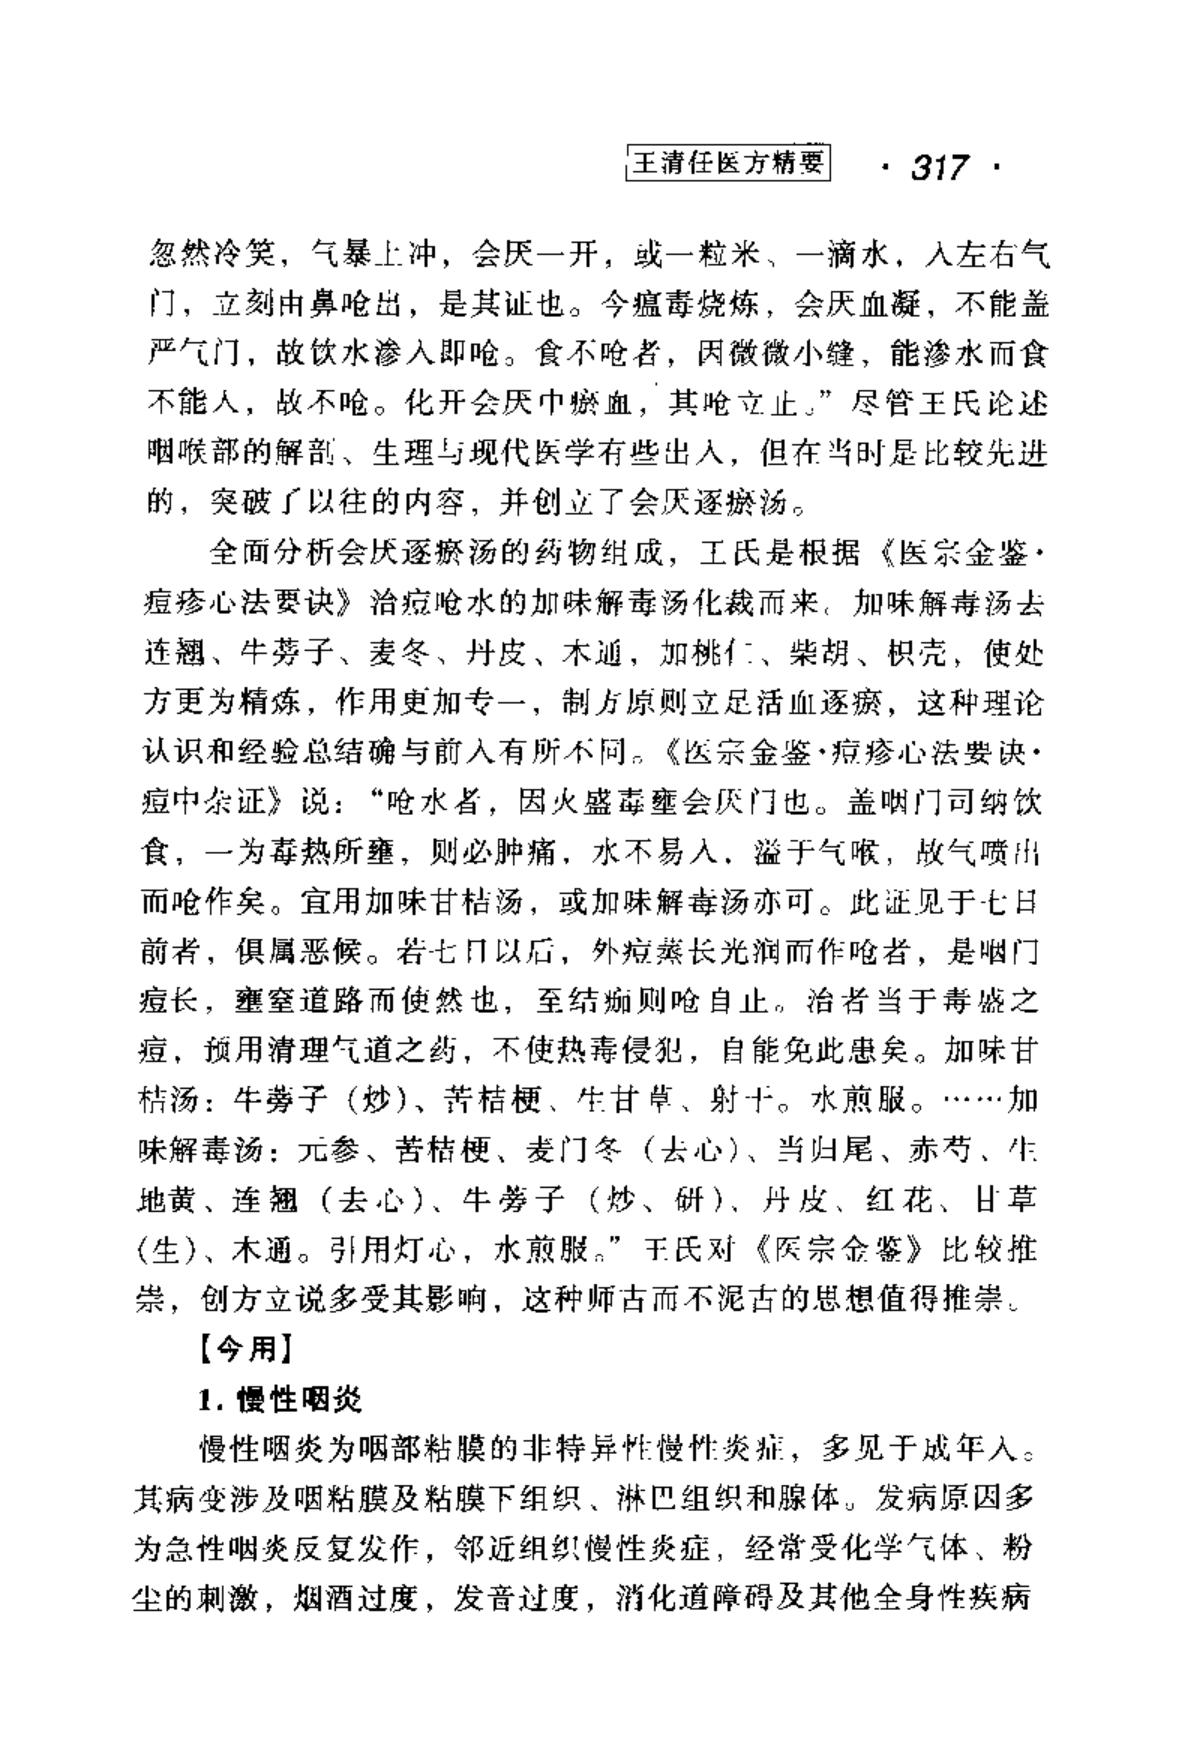 王清任医方精要 · 317 ·
忽然冷笑，气暴上冲，会厌一开，或一粒米、一滴水，入左右气
门，立刻由鼻呛出，是其证也。今瘟毒烧炼，会厌血凝，不能盖
严气门，故饮水渗入即呛。食不呛者，因微微小缝，能渗水而食
不能入，故不呛。化开会厌中瘀血，其呛立止。”尽管王氏论述
咽喉部的解剖、生理与现代医学有些出入，但在当时是比较先进
的，突破了以往的内容，并创立了会厌逐瘀汤。
全面分析会厌逐瘀汤的药物组成，王氏是根据《医宗金鉴·
痘疹心法要诀》治痘呛水的加味解毒汤化裁而来。加味解毒汤去
连翘、牛蒡子、麦冬、丹皮、木通，加桃仁、柴胡、枳壳，使处
方更为精炼，作用更加专一，制方原则立足活血逐瘀，这种理论
认识和经验总结确与前人有所不同。《医宗金鉴·痘疹心法要诀·
痘中杂证》说：“呛水者，因火盛毒壅会厌门也。盖咽门司纳饮
食，一为毒热所壅，则必肿痛，水不易入，溢于气喉，故气喷出
而呛作矣。宜用加味甘桔汤，或加味解毒汤亦可。此证见于七日
前者，俱属恶候。若七日以后，外痘蒸长光润而作呛者，是咽门
痘长，壅窒道路而使然也，至结痂则呛自止。治者当于毒盛之
痘，预用清理气道之药，不使热毒侵犯，自能免此患矣。加味甘
桔汤：牛蒡子（炒）、苦桔梗、生甘草、射干。水煎服。……加
味解毒汤：元参、苦桔梗、麦门冬（去心）、当归尾、赤芍、生
地黄、连翘（去心）、牛蒡子（炒、研）、丹皮、红花、甘草
（生）、木通。引用灯心，水煎服。”王氏对《医宗金鉴》比较推
崇，创方立说多受其影响，这种师古而不泥古的思想值得推崇。
【今用】
1. 慢性咽炎
慢性咽炎为咽部粘膜的非特异性慢性炎症，多见于成年人。
其病变涉及咽粘膜及粘膜下组织、淋巴组织和腺体。发病原因多
为急性咽炎反复发作，邻近组织慢性炎症，经常受化学气体、粉
尘的刺激，烟酒过度，发音过度，消化道障碍及其他全身性疾病